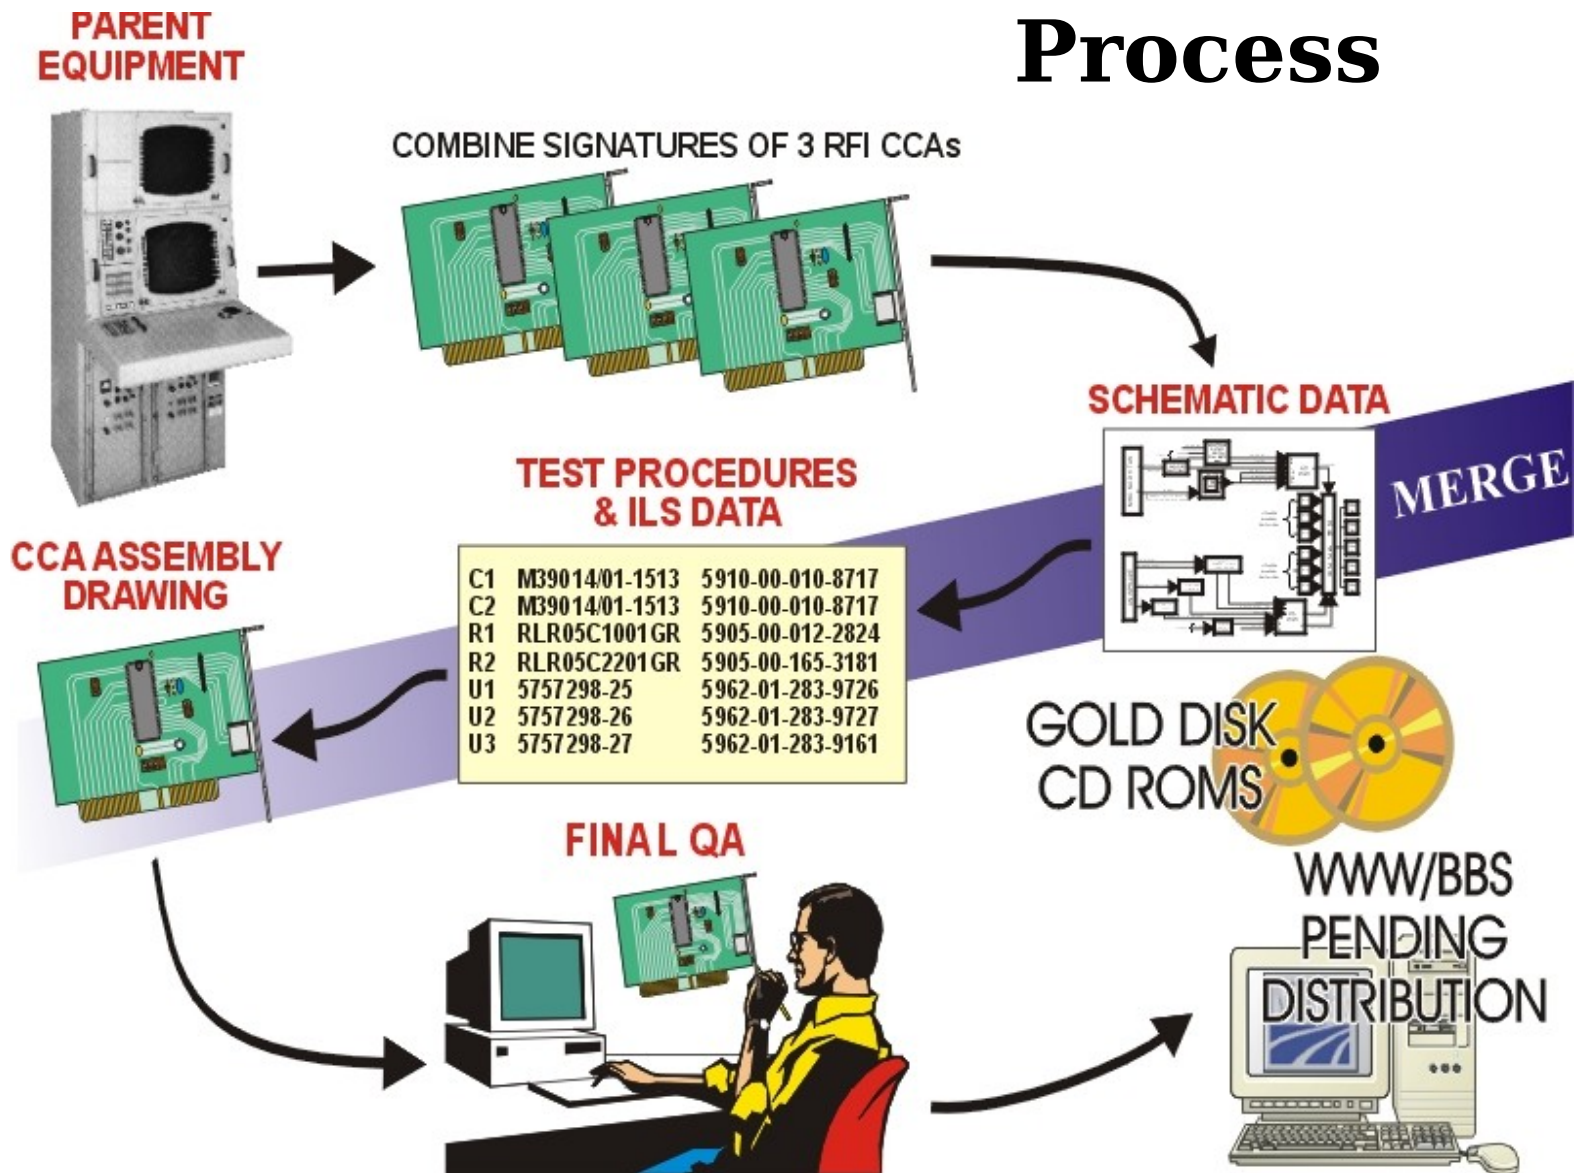 PARENT
EQUIPMENT
Process
COMBINE SIGNATURES OF 3 RFI CCAs
SCHEMATIC DATA
MERGE
TEST PROCEDURES
& ILS DATA
C1 M39014/01-1513 5910-00-010-8717
C2 M39014/01-1513 5910-00-010-8717
R1 RLR05C1001GR 5905-00-012-2824
R2 RLR05C2201GR 5905-00-165-3181
U1 5757298-25 5962-01-283-9726
U2 5757298-26 5962-01-283-9727
U3 5757298-27 5962-01-283-9161
CCA ASSEMBLY
DRAWING
GOLD DISK
CD ROMS
FINAL QA
WWW/BBS
PENDING
DISTRIBUTION